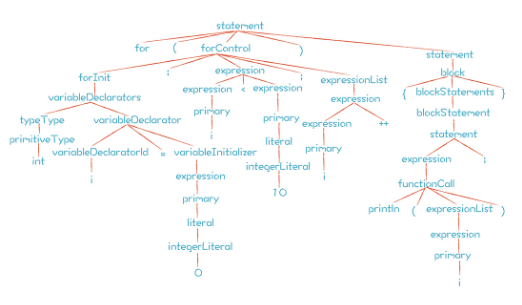 statement
for ( forControl ) statement
forInit ; expression ; expressionList block
variableDeclarators expression < expression expression { blockStatements }
typeType variableDeclarator primary primary expression ++ blockStatement
primitiveType variableDeclaratorId = variableInitializer i literal primary statement
int i expression integerLiteral i expression ;
primary 10 functionCall
literal println ( expressionList )
integerLiteral expression
0 primary
i